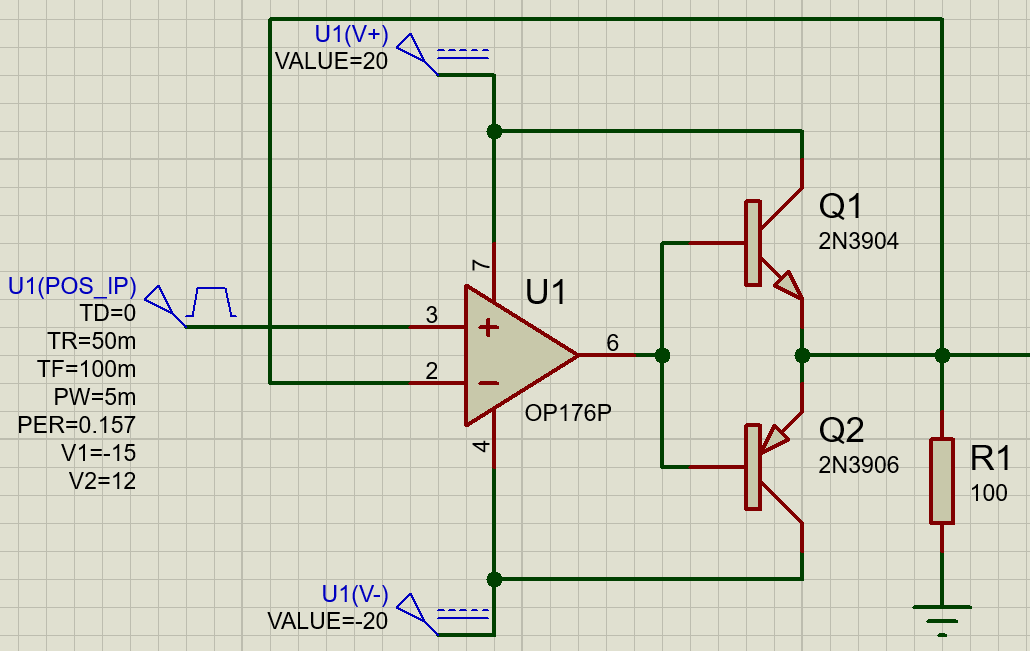 U1(V+)
VALUE=20
Q1
2N3904
7
U1(POS_IP)
TD=0
TR=50m
TF=100m
PW=5m
PER=0.157
V1=-15
V2=12
3
2
+
−
U1
6
OP176P
4
Q2
2N3906
R1
100
U1(V-)
VALUE=-20